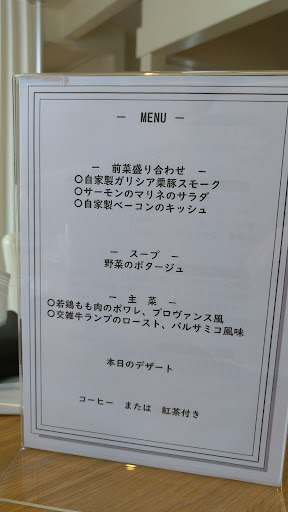 — MENU —
— 前菜盛り合わせ —
○自家製ガリシア栗豚スモーク
○サーモンのマリネのサラダ
○自家製ベーコンのキッシュ
— スープ —
野菜のポタージュ
— 主 菜 —
○若鶏もも肉のポワレ、プロヴァンス風
○交雑牛ランプのロースト、バルサミコ風味
本日のデザート
コーヒー または 紅茶付き